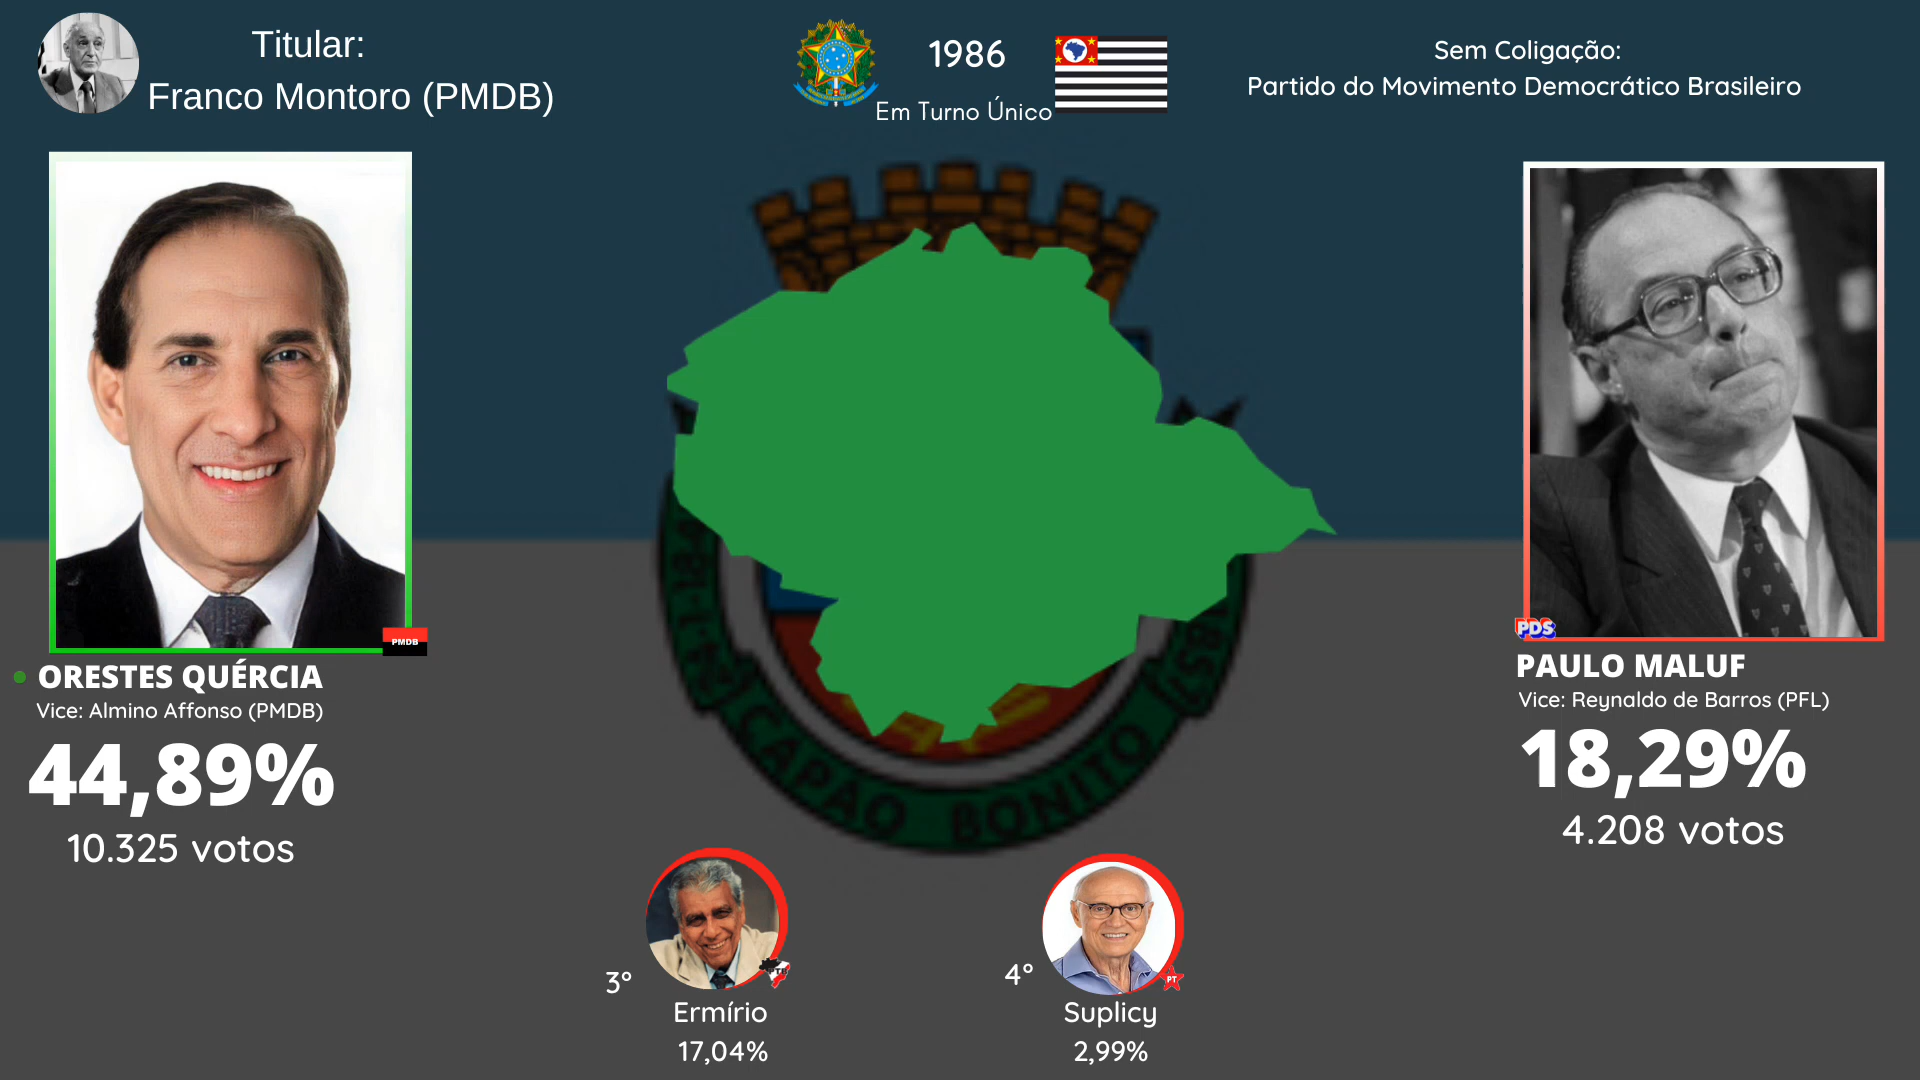 Titular:
Franco Montoro (PMDB)
1986
Em Turno Único
Sem Coligação:
Partido do Movimento Democrático Brasileiro
PMDB
PDS
ORESTES QUÉRCIA
Vice: Almino Affonso (PMDB)
44,89%
10.325 votos
PAULO MALUF
Vice: Reynaldo de Barros (PFL)
18,29%
4.208 votos
CAPAO BONITO
3º
Ermírio
17,04%
4º
PT
Suplicy
2,99%